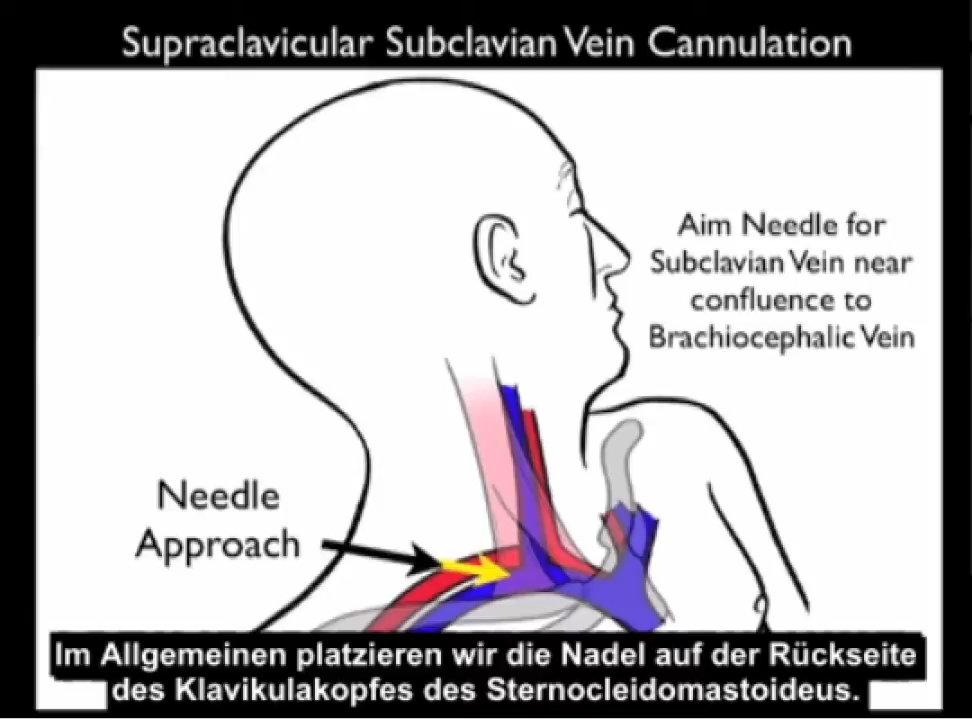 Supraclavicular Subclavian Vein Cannulation
Aim Needle for
Subclavian Vein near
confluence to
Brachiocephalic Vein
Needle
Approach
Im Allgemeinen platzieren wir die Nadel auf der Rückseite
des Klavikulakopfes des Sternocleidomastoideus.